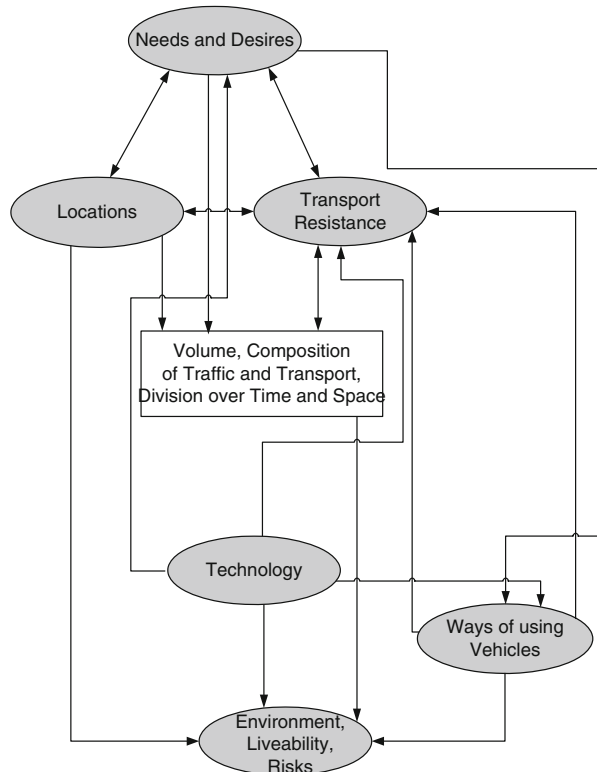 Needs and Desires
Locations
Transport
Resistance
Volume, Composition
of Traffic and Transport,
Division over Time and Space
Technology
Ways of using
Vehicles
Environment,
Liveability,
Risks